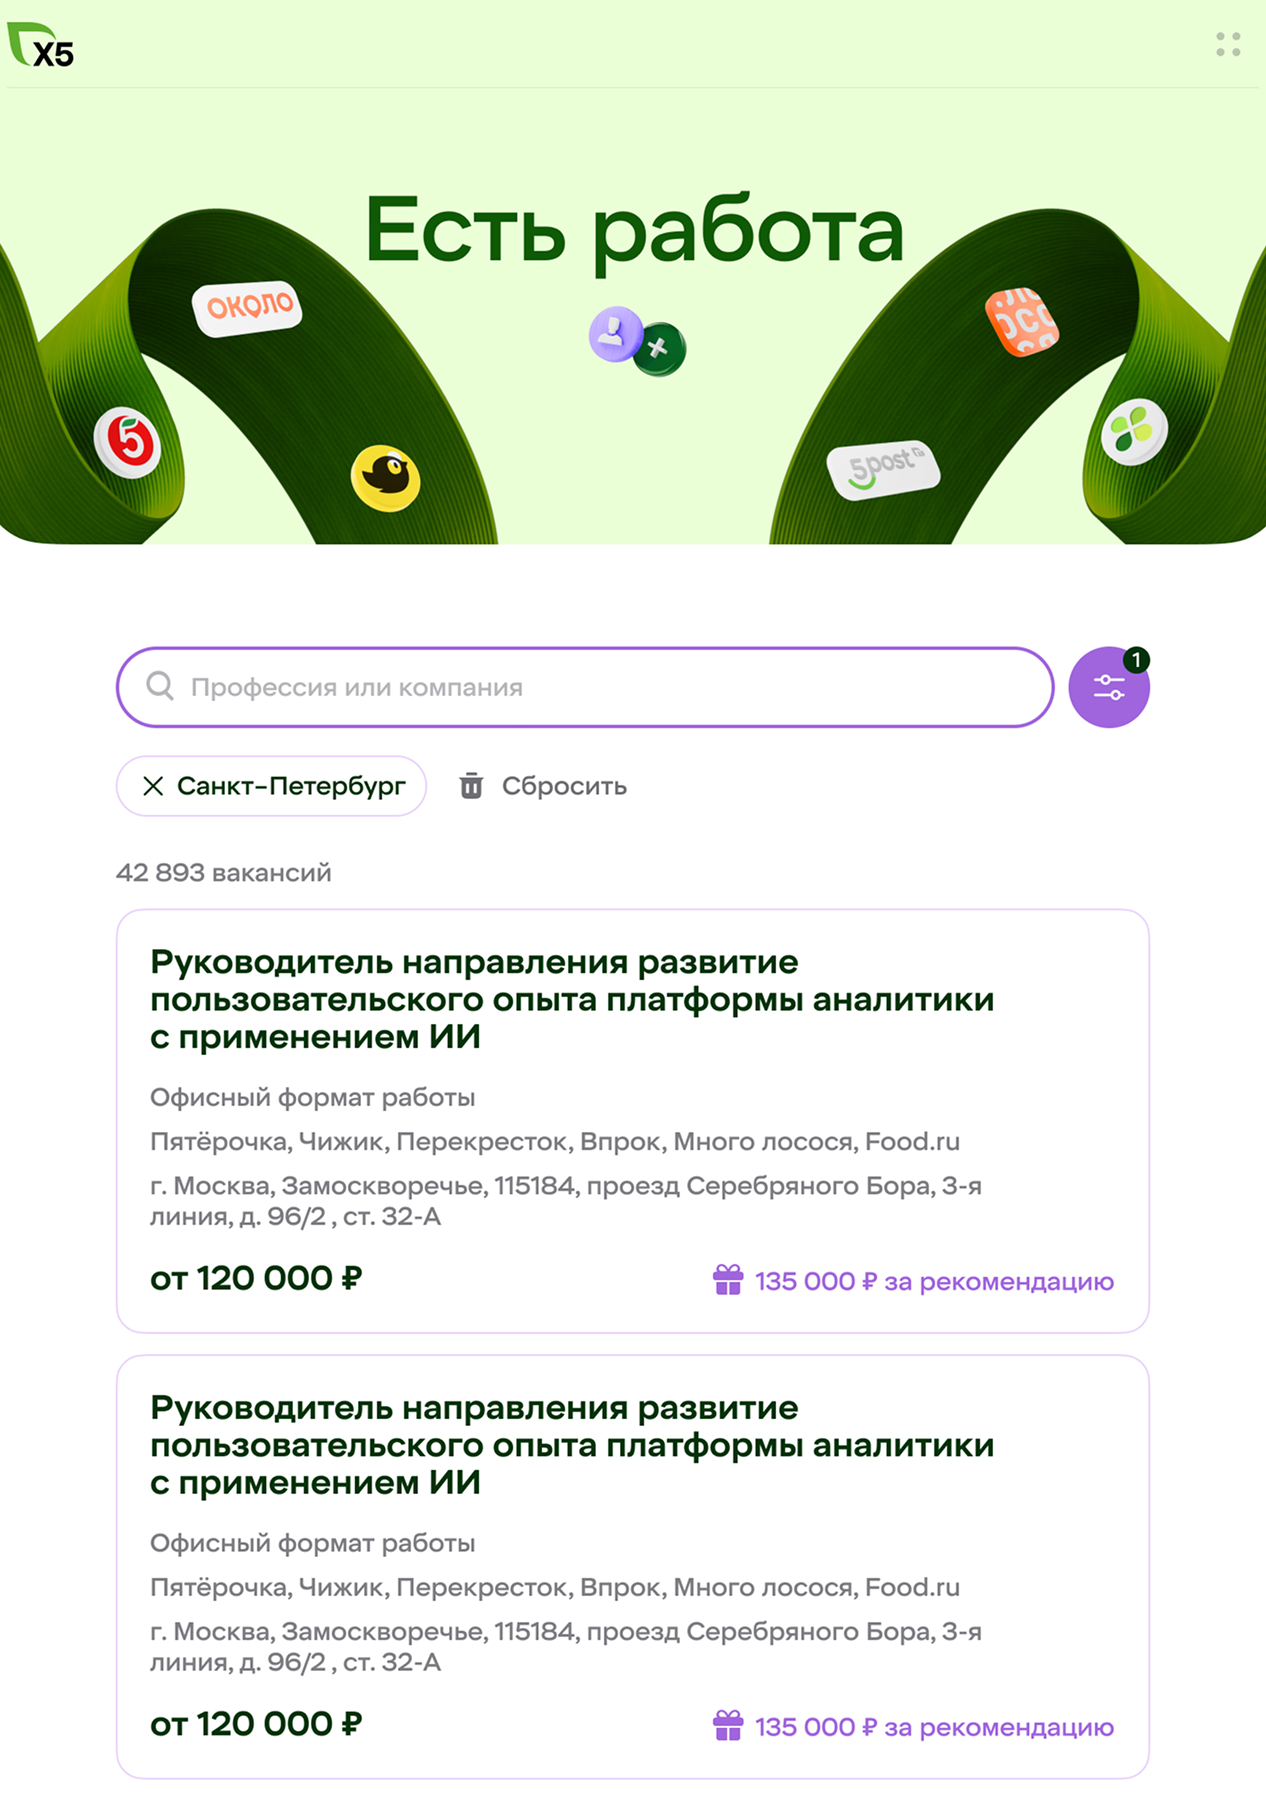 X5
Есть работа
около
5
5post
1
Профессия или компания
Санкт-Петербург
Сбросить
42 893 вакансий
Руководитель направления развитие
пользовательского опыта платформы аналитики
с применением ИИ
Офисный формат работы
Пятёрочка, Чижик, Перекресток, Впрок, Много лосося, Food.ru
г. Москва, Замоскворечье, 115184, проезд Серебряного Бора, 3-я
линия, д. 96/2 , ст. 32-А
от 120 000 ₽
135 000 ₽ за рекомендацию
Руководитель направления развитие
пользовательского опыта платформы аналитики
с применением ИИ
Офисный формат работы
Пятёрочка, Чижик, Перекресток, Впрок, Много лосося, Food.ru
г. Москва, Замоскворечье, 115184, проезд Серебряного Бора, 3-я
линия, д. 96/2 , ст. 32-А
от 120 000 ₽
135 000 ₽ за рекомендацию